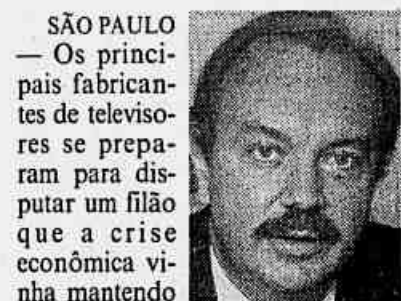 SÃO PAULO
— Os princi-
pais fabrican-
tes de televiso-
res se prepa-
ram para dis-
putar um filão
que a crise
econômica vi-
nha mantendo